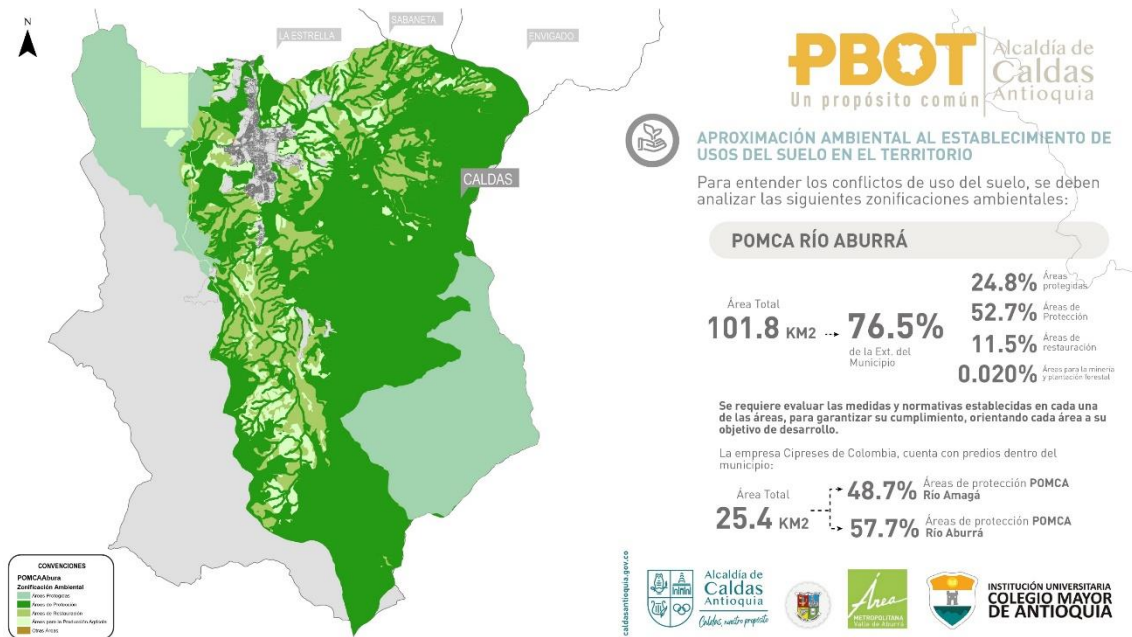 N
LA ESTRELLA
SABANETA
ENVIGADO
CALDAS
CONVENCIONES
POMCAAbura
Zonificación Ambiental
Áreas Protegidas
Áreas de Protección
Áreas de Restauración
Áreas para la Producción Agrícola
Otras Áreas
PBOT
Un propósito común
Alcaldía de
Caldas
Antioquia
APROXIMACIÓN AMBIENTAL AL ESTABLECIMIENTO DE
USOS DEL SUELO EN EL TERRITORIO
Para entender los conflictos de uso del suelo, se deben
analizar las siguientes zonificaciones ambientales:
POMCA RÍO ABURRÁ
Área Total
101.8 KM2
76.5%
de la Ext. del
Municipio
24.8% Áreas
protegidas
52.7% Áreas de
Protección
11.5% Áreas de
restauración
0.020% Áreas para la minería
y plantación forestal
Se requiere evaluar las medidas y normativas establecidas en cada una
de las áreas, para garantizar su cumplimiento, orientando cada área a su
objetivo de desarrollo.
La empresa Cipreses de Colombia, cuenta con predios dentro del
municipio:
Área Total
25.4 KM2
48.7% Áreas de protección POMCA
Río Amagá
57.7% Áreas de protección POMCA
Río Aburrá
caldasantioquia.gov.co
Alcaldía de
Caldas
Antioquia
Caldas, nuestro propósito
Área
METROPOLITANA
Valle de Aburrá
INSTITUCIÓN UNIVERSITARIA
COLEGIO MAYOR
DE ANTIOQUIA